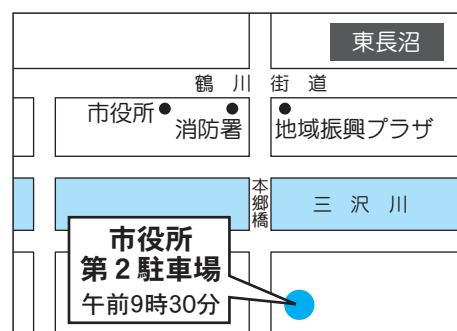 東長沼
鶴川街道
市役所
消防署
地域振興プラザ
本郷橋
三沢川
市役所
第2駐車場
午前9時30分